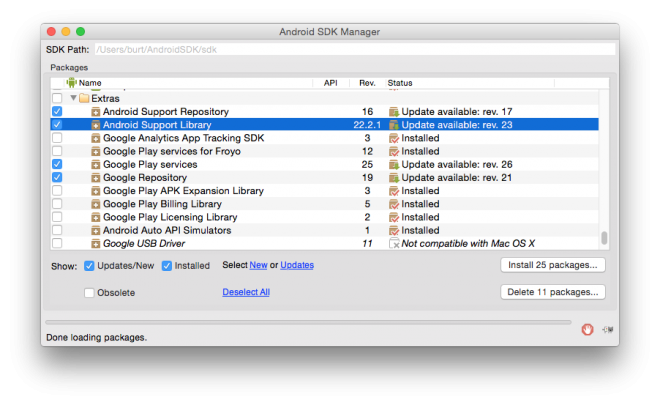 Android SDK Manager
SDK Path: /Users/burt/AndroidSDK/sdk
Packages
Name API Rev. Status
Extras
Android Support Repository 16 Update available: rev. 17
Android Support Library 22.2.1 Update available: rev. 23
Google Analytics App Tracking SDK 3 Installed
Google Play services for Froyo 12 Installed
Google Play services 25 Update available: rev. 26
Google Repository 19 Update available: rev. 21
Google Play APK Expansion Library 3 Installed
Google Play Billing Library 5 Installed
Google Play Licensing Library 2 Installed
Android Auto API Simulators 1 Installed
Google USB Driver 11 Not compatible with Mac OS X
Show: Updates/New Installed Select New or Updates Install 25 packages...
Obsolete Deselect All Delete 11 packages...
Done loading packages.